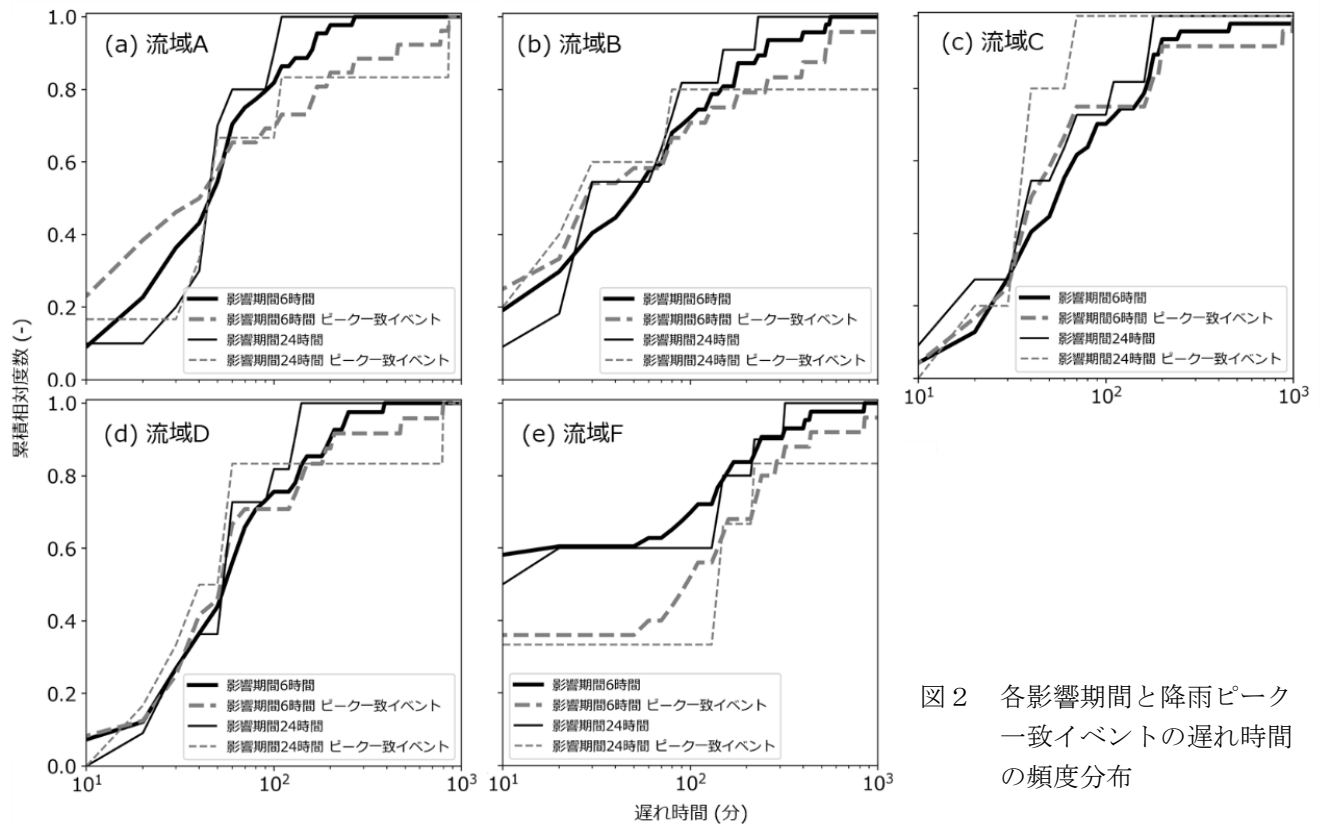 (a) 流域A
(b) 流域B
(c) 流域C
1.0
0.8
0.6
0.4
0.2
0.0
影響期間6時間
影響期間6時間 ピーク一致イベント
影響期間24時間
影響期間24時間 ピーク一致イベント
影響期間6時間
影響期間6時間 ピーク一致イベント
影響期間24時間
影響期間24時間 ピーク一致イベント
影響期間6時間
影響期間6時間 ピーク一致イベント
影響期間24時間
影響期間24時間 ピーク一致イベント
10¹
10²
10³
累積相対度数 (-)
(d) 流域D
(e) 流域F
1.0
0.8
0.6
0.4
0.2
0.0
影響期間6時間
影響期間6時間 ピーク一致イベント
影響期間24時間
影響期間24時間 ピーク一致イベント
影響期間6時間
影響期間6時間 ピーク一致イベント
影響期間24時間
影響期間24時間 ピーク一致イベント
10¹
10²
10³
10¹
10²
10³
遅れ時間 (分)
図2 各影響期間と降雨ピーク
一致イベントの遅れ時間
の頻度分布